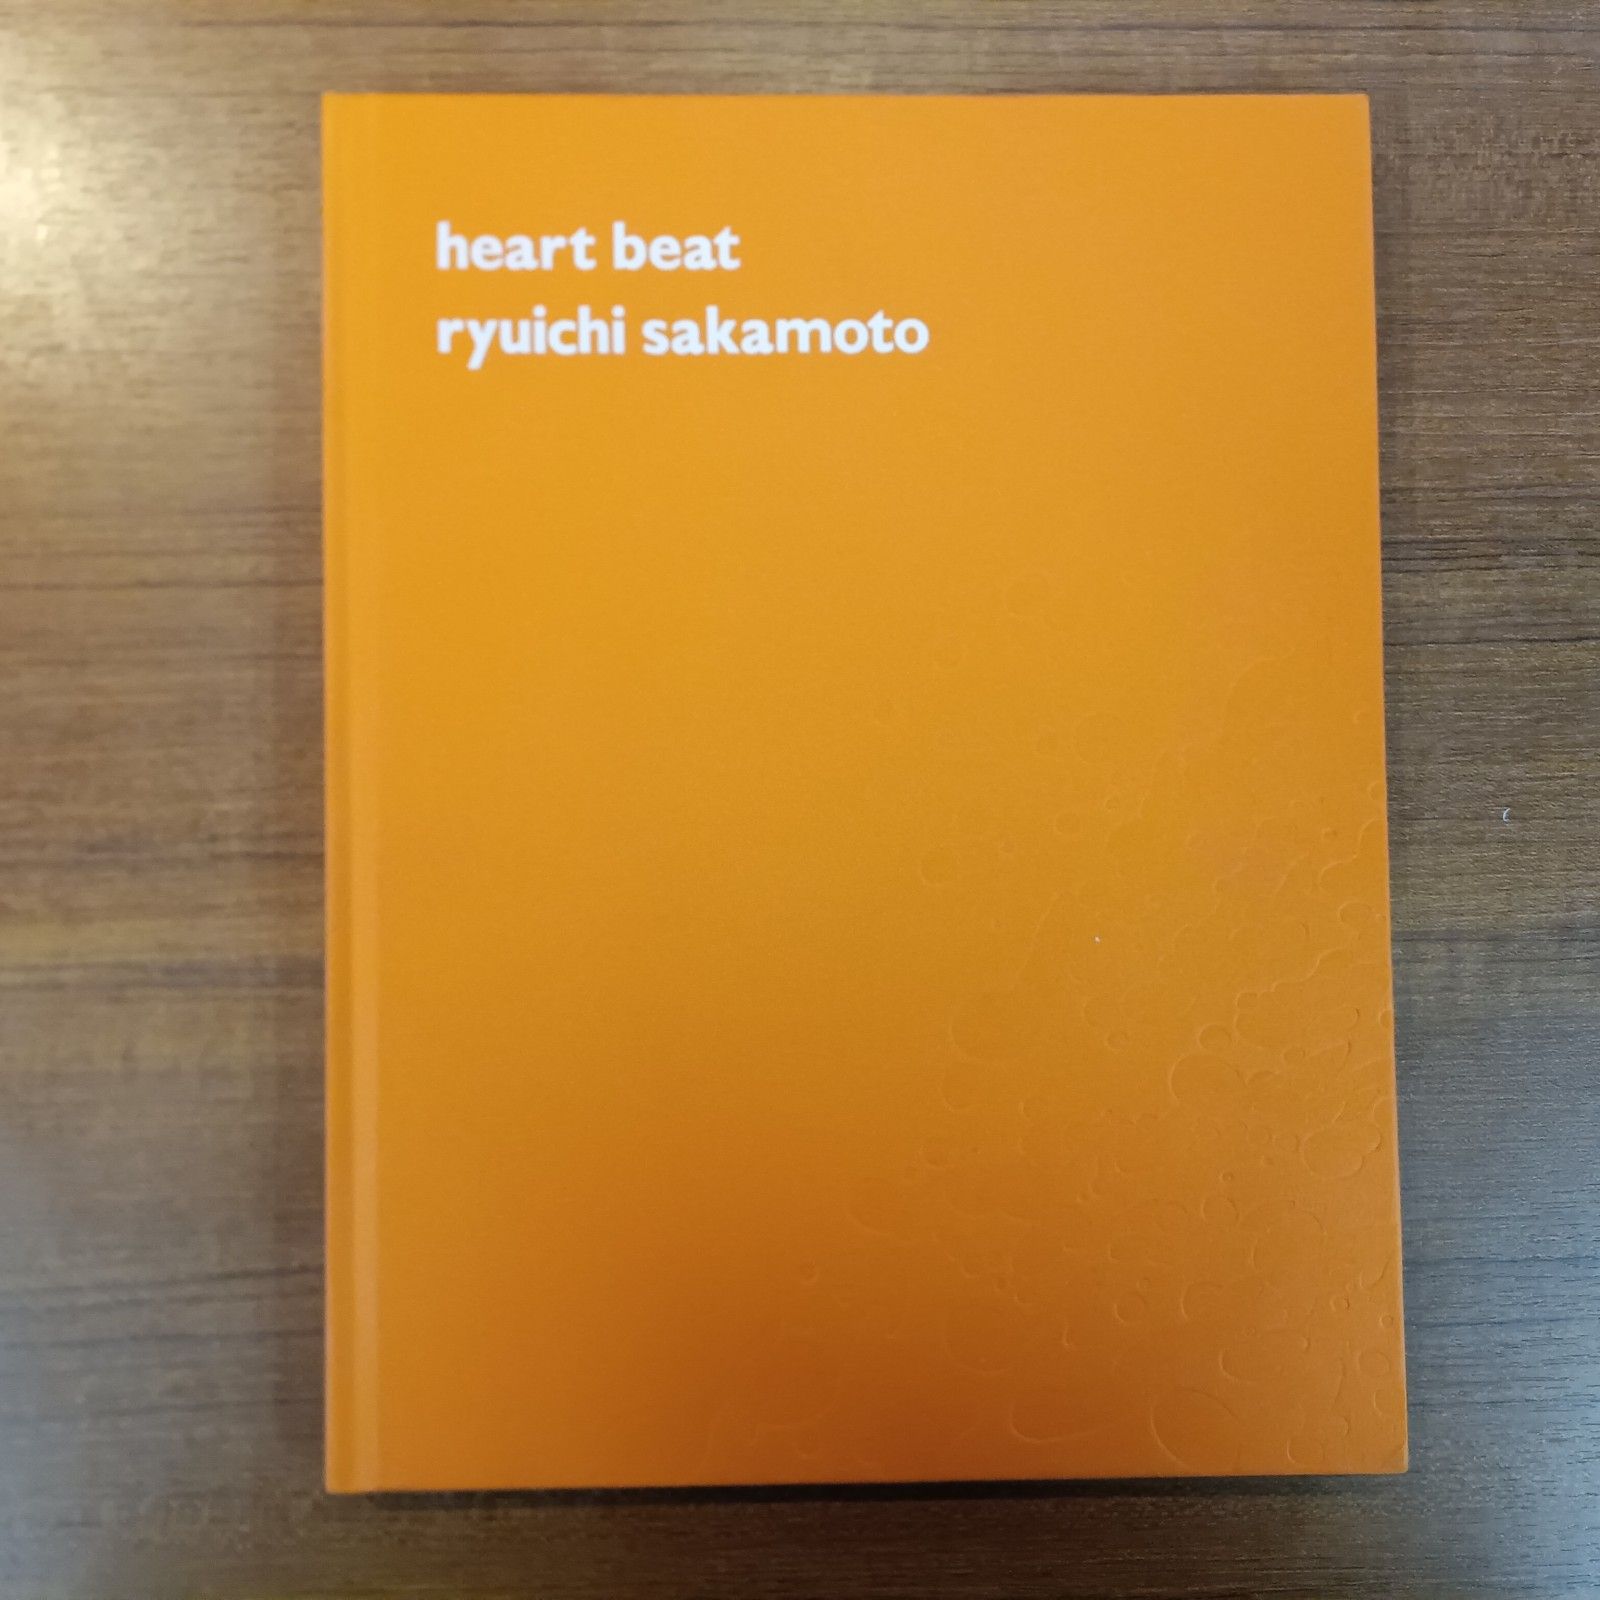 heart beat
ryuichi sakamoto